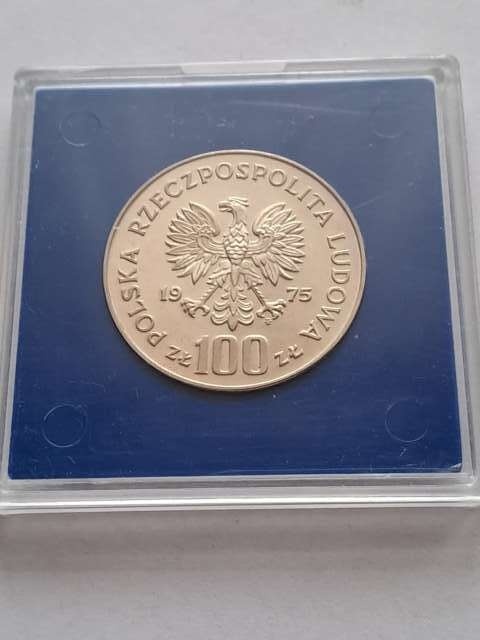 POLSKA RZECZPOSPOLITA LUDOWA
19 75
ZŁ 100 ZŁ